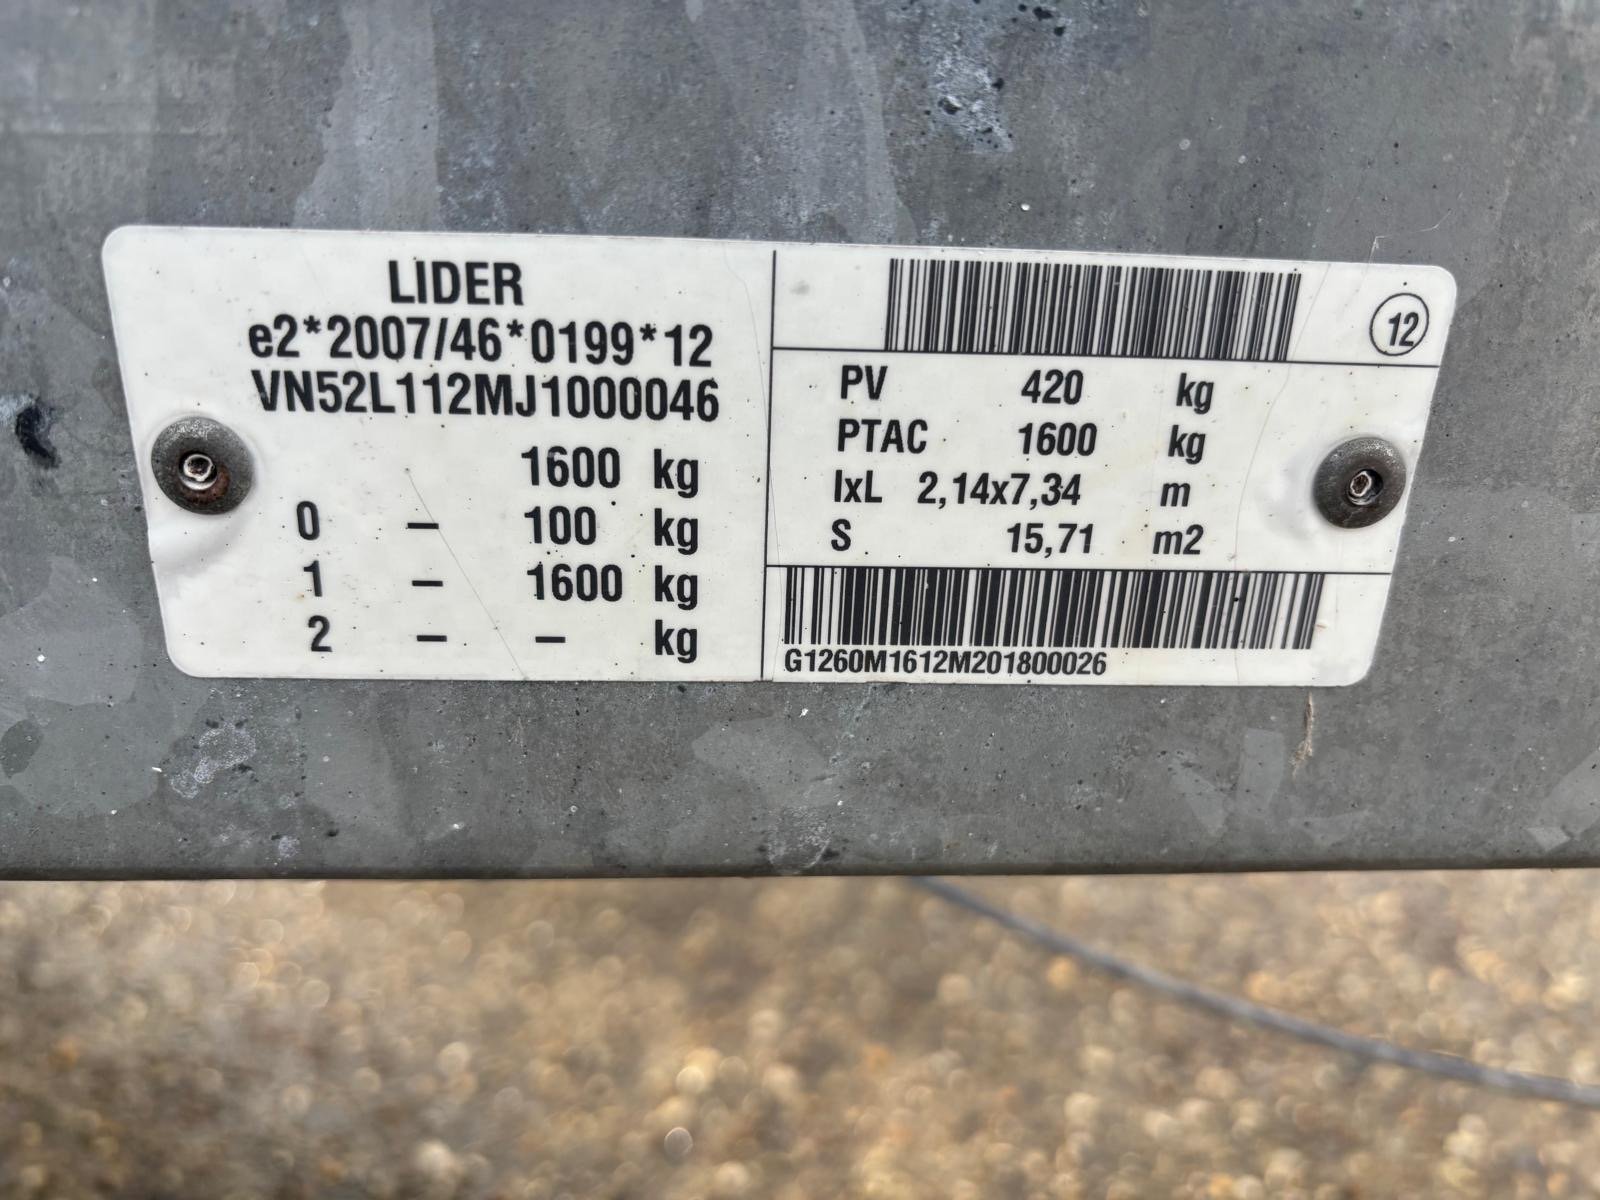 LIDER
e2*2007/46*0199*12
VN52L112MJ1000046
1600 kg
0 – 100 kg
1 – 1600 kg
2 – – kg
12
PV 420 kg
PTAC 1600 kg
lxL 2,14x7,34 m
S 15,71 m2
G1260M1612M201800026